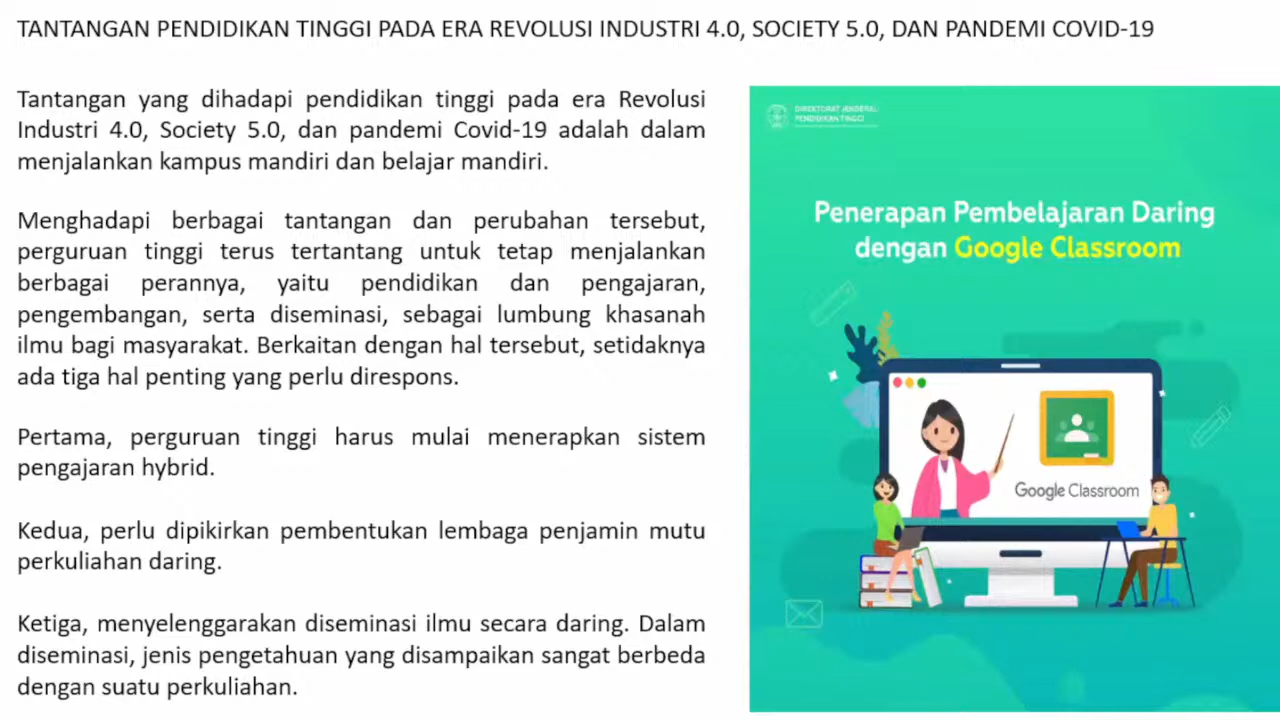 TANTANGAN PENDIDIKAN TINGGI PADA ERA REVOLUSI INDUSTRI 4.0, SOCIETY 5.0, DAN PANDEMI COVID-19
Tantangan yang dihadapi pendidikan tinggi pada era Revolusi
Industri 4.0, Society 5.0, dan pandemi Covid-19 adalah dalam
menjalankan kampus mandiri dan belajar mandiri.
Menghadapi berbagai tantangan dan perubahan tersebut,
perguruan tinggi terus tertantang untuk tetap menjalankan
berbagai perannya, yaitu pendidikan dan pengajaran,
pengembangan, serta diseminasi, sebagai lumbung khasanah
ilmu bagi masyarakat. Berkaitan dengan hal tersebut, setidaknya
ada tiga hal penting yang perlu direspons.
Pertama, perguruan tinggi harus mulai menerapkan sistem
pengajaran hybrid.
Kedua, perlu dipikirkan pembentukan lembaga penjamin mutu
perkuliahan daring.
Ketiga, menyelenggarakan diseminasi ilmu secara daring. Dalam
diseminasi, jenis pengetahuan yang disampaikan sangat berbeda
dengan suatu perkuliahan.
DIREKTORAT JENDERAL
PENDIDIKAN TINGGI
Penerapan Pembelajaran Daring
dengan Google Classroom
Google Classroom